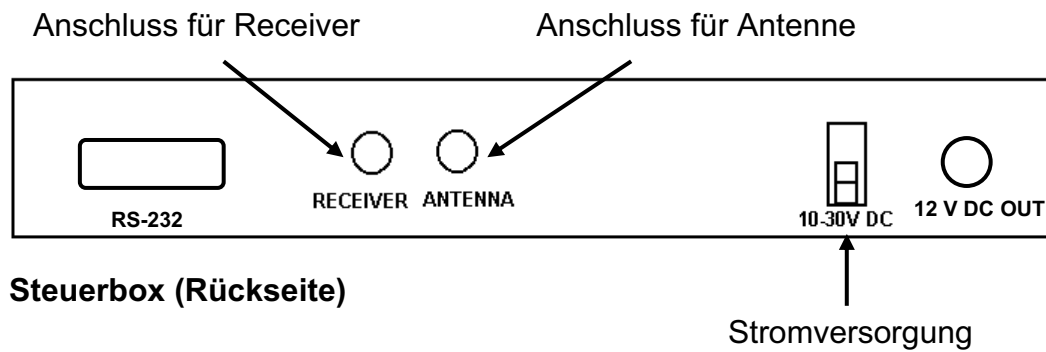 Anschluss für Receiver
Anschluss für Antenne
RS-232
RECEIVER
ANTENNA
10-30V DC
12 V DC OUT
Steuerbox (Rückseite)
Stromversorgung